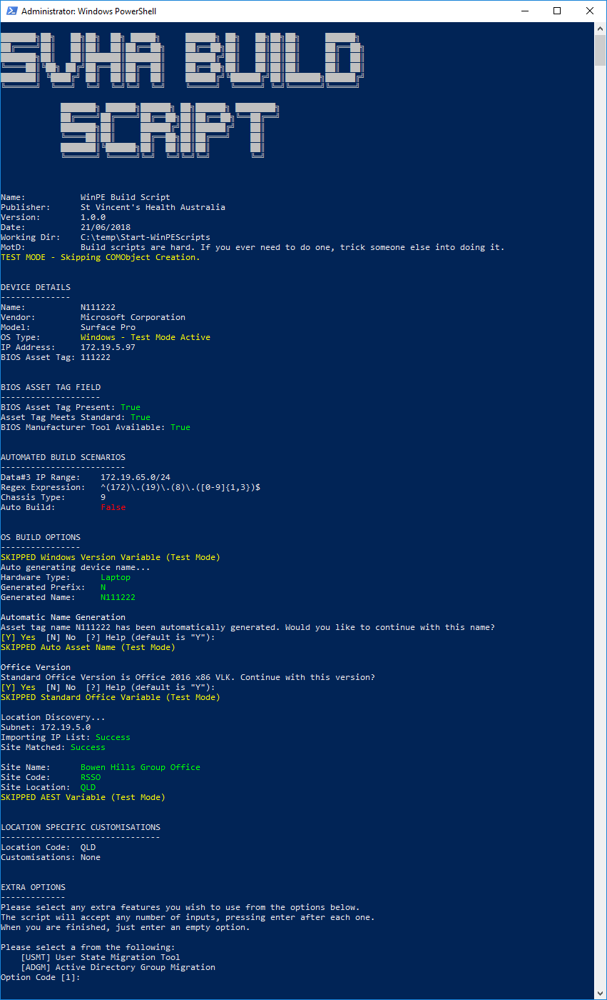 Administrator: Windows PowerShell
SVHA BUILD
SCRIPT
Name: WinPE Build Script
Publisher: St Vincent's Health Australia
Version: 1.0.0
Date: 21/06/2018
Working Dir: C:\temp\Start-WinPEScripts
MotD: Build scripts are hard. If you ever need to do one, trick someone else into doing it.
TEST MODE - Skipping COMObject Creation.
DEVICE DETAILS
--------------
Name: N111222
Vendor: Microsoft Corporation
Model: Surface Pro
OS Type: Windows - Test Mode Active
IP Address: 172.19.5.97
BIOS Asset Tag: 111222
BIOS ASSET TAG FIELD
--------------------
BIOS Asset Tag Present: True
Asset Tag Meets Standard: True
BIOS Manufacturer Tool Available: True
AUTOMATED BUILD SCENARIOS
-------------------------
Data#3 IP Range: 172.19.65.0/24
Regex Expression: ^(172)\.(19)\.(8)\.([0-9]{1,3})$
Chassis Type: 9
Auto Build: False
OS BUILD OPTIONS
----------------
SKIPPED Windows Version Variable (Test Mode)
Auto generating device name...
Hardware Type: Laptop
Generated Prefix: N
Generated Name: N111222
Automatic Name Generation
Asset tag name N111222 has been automatically generated. Would you like to continue with this name?
[Y] Yes [N] No [?] Help (default is "Y"):
SKIPPED Auto Asset Name (Test Mode)
Office Version
Standard Office Version is Office 2016 x86 VLK. Continue with this version?
[Y] Yes [N] No [?] Help (default is "Y"):
SKIPPED Standard Office Variable (Test Mode)
Location Discovery...
Subnet: 172.19.5.0
Importing IP List: Success
Site Matched: Success
Site Name: Bowen Hills Group Office
Site Code: RSSO
Site Location: QLD
SKIPPED AEST Variable (Test Mode)
LOCATION SPECIFIC CUSTOMISATIONS
--------------------------------
Location Code: QLD
Customisations: None
EXTRA OPTIONS
-------------
Please select any extra features you wish to use from the options below.
The script will accept any number of inputs, pressing enter after each one.
When you are finished, just enter an empty option.
Please select a from the following:
[USMT] User State Migration Tool
[ADGM] Active Directory Group Migration
Option Code [1]: